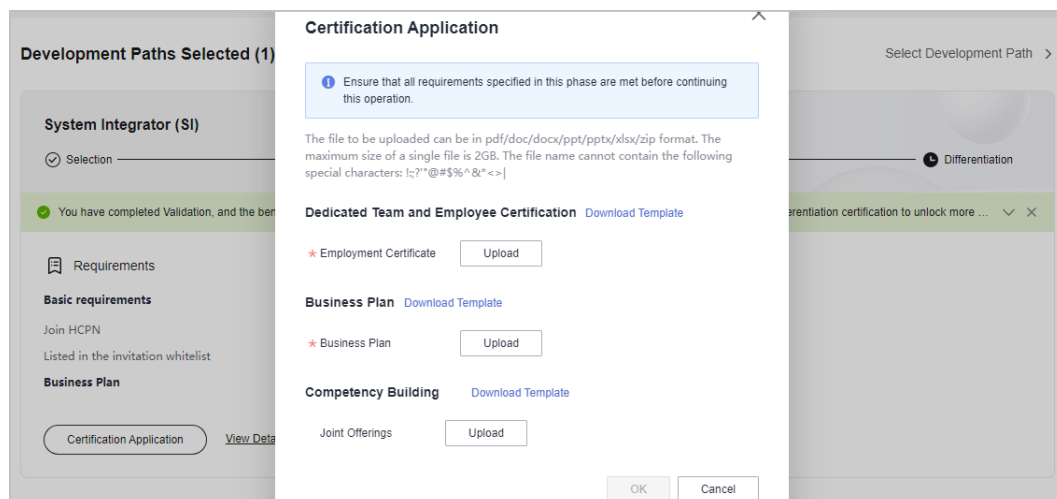 Certification Application
Development Paths Selected (1)
Select Development Path
Ensure that all requirements specified in this phase are met before continuing
this operation.
System Integrator (SI)
The file to be uploaded can be in pdf/doc/docx/ppt/pptx/xlsx/zip format. The
maximum size of a single file is 2GB. The file name cannot contain the following
special characters: !:;?'"*@#$%^&*<>|
Selection
Differentiation
You have completed Validation, and the ben
erentiation certification to unlock more ...
Dedicated Team and Employee Certification Download Template
* Employment Certificate Upload
Requirements
Basic requirements
Join HCPN
Listed in the invitation whitelist
Business Plan
Business Plan Download Template
* Business Plan Upload
Competency Building Download Template
Joint Offerings Upload
Certification Application View Deta
OK Cancel